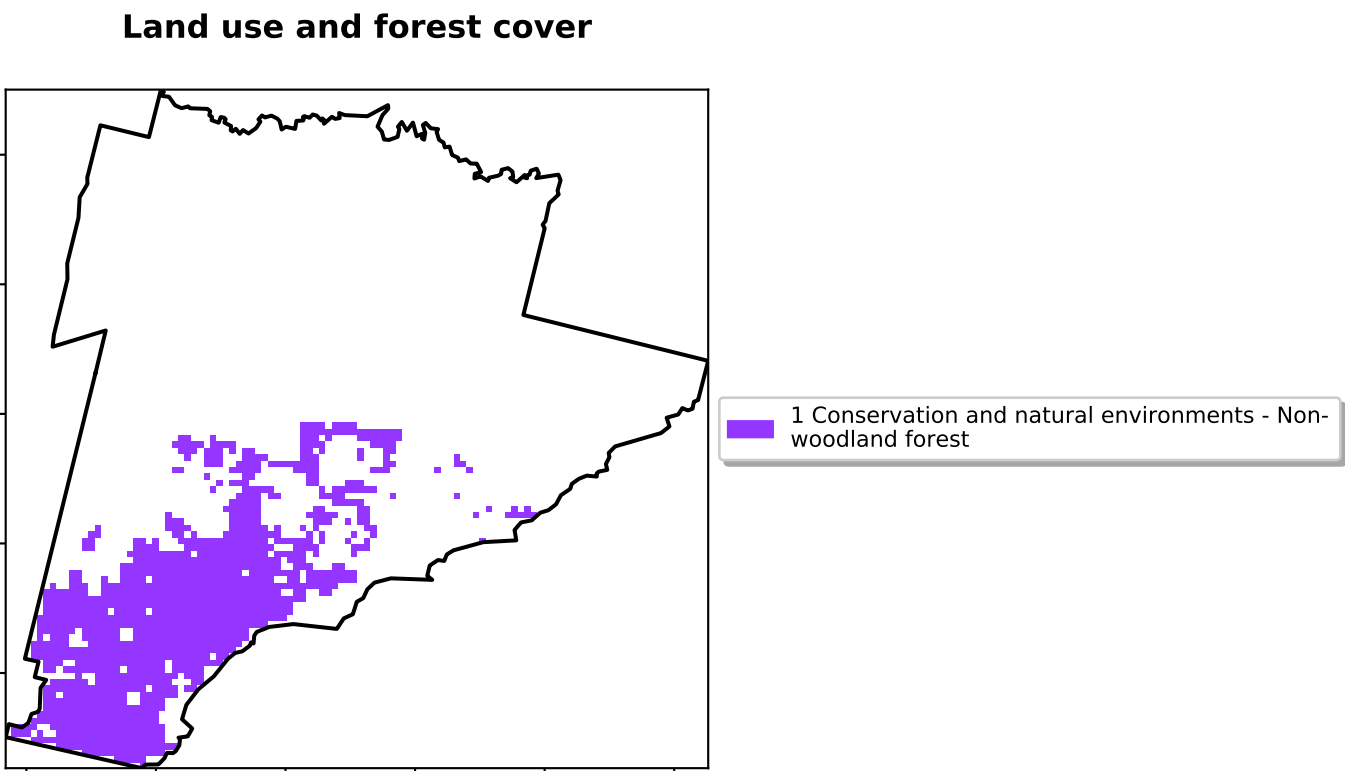 Land use and forest cover
1 Conservation and natural environments - Non-
woodland forest